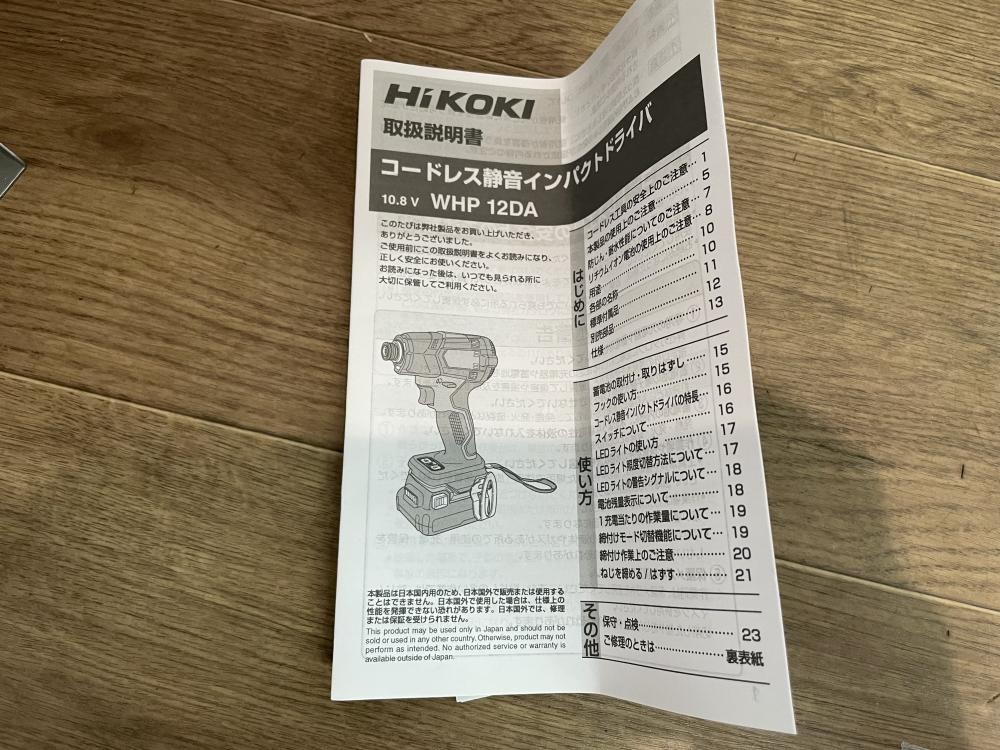 HiKOKI
取扱説明書
コードレス静音インパクトドライバ
10.8 V WHP 12DA
このたびは弊社製品をお買い上げいただき、
ありがとうございました。
ご使用前にこの取扱説明書をよくお読みになり、
正しく安全にお使いください。
お読みになった後は、いつでも見られる所に
大切に保管してご利用ください。
本製品は日本国内用のため、日本国外で販売または使用する
ことはできません。日本国外で使用した場合は、仕様上の
性能を発揮できない恐れがあります。日本国外では、修理
または保証を受けられません。
This product may be used only in Japan and should not be
sold or used in any other country. Otherwise, product may not
perform as intended. No authorized service or warranty is
available outside of Japan.
はじめに
コードレス工具の安全上のご注意… 1
本製品の使用上のご注意… 5
防じん・耐水性能についてのご注意… 7
リチウムイオン電池の使用上のご注意… 8
用途… 10
各部の名称… 10
標準付属品… 11
別売部品… 12
仕様… 13
使い方
蓄電池の取付け・取りはずし… 15
フックの使い方… 15
コードレス静音インパクトドライバの特長… 16
スイッチについて… 16
LEDライトの使い方… 17
LEDライト照度切替方法について… 17
LEDライトの警告シグナルについて… 18
電池残量表示について… 18
1充電当たりの作業量について… 19
締付けモード切替機能について… 19
締付け作業上のご注意… 20
ねじを締める/はずす… 21
その他
保守・点検… 23
ご修理のときは… 裏表紙